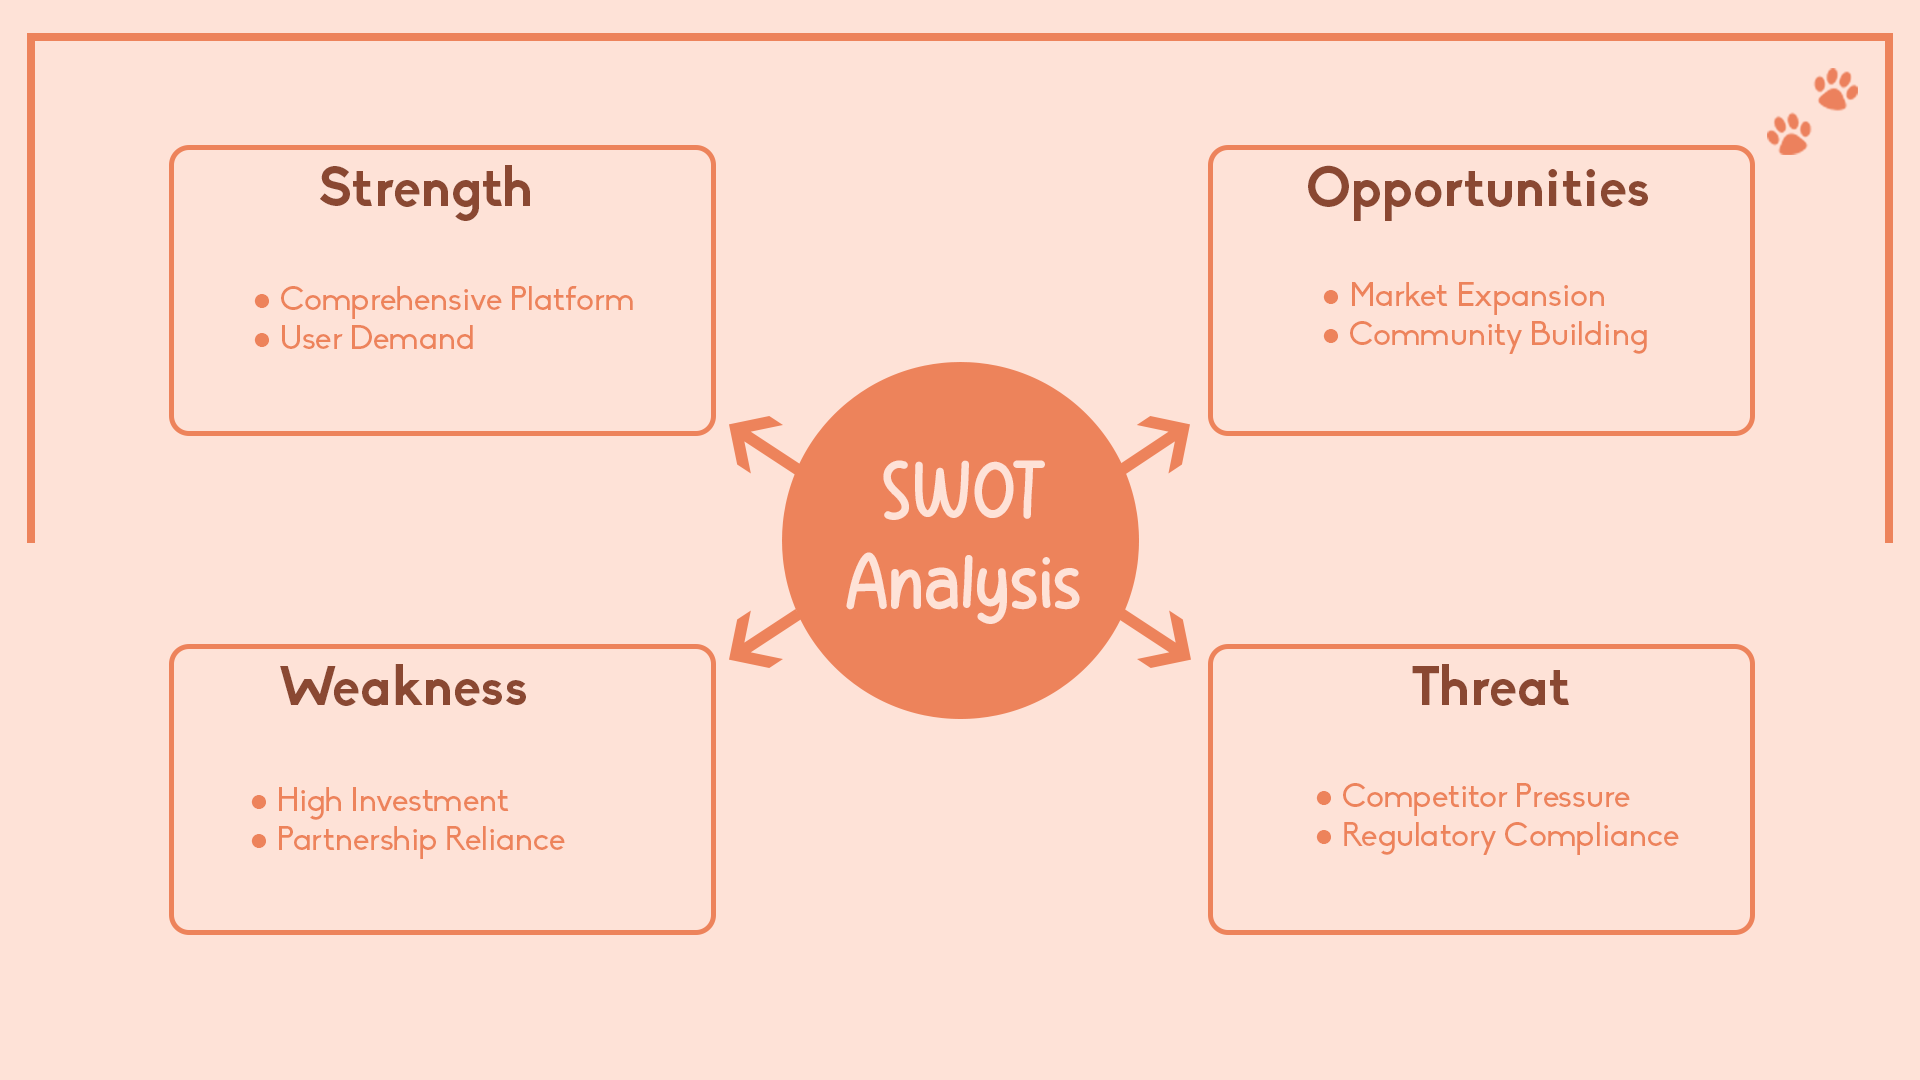 Strength
● Comprehensive Platform
● User Demand
Opportunities
● Market Expansion
● Community Building
SWOT
Analysis
Weakness
● High Investment
● Partnership Reliance
Threat
● Competitor Pressure
● Regulatory Compliance